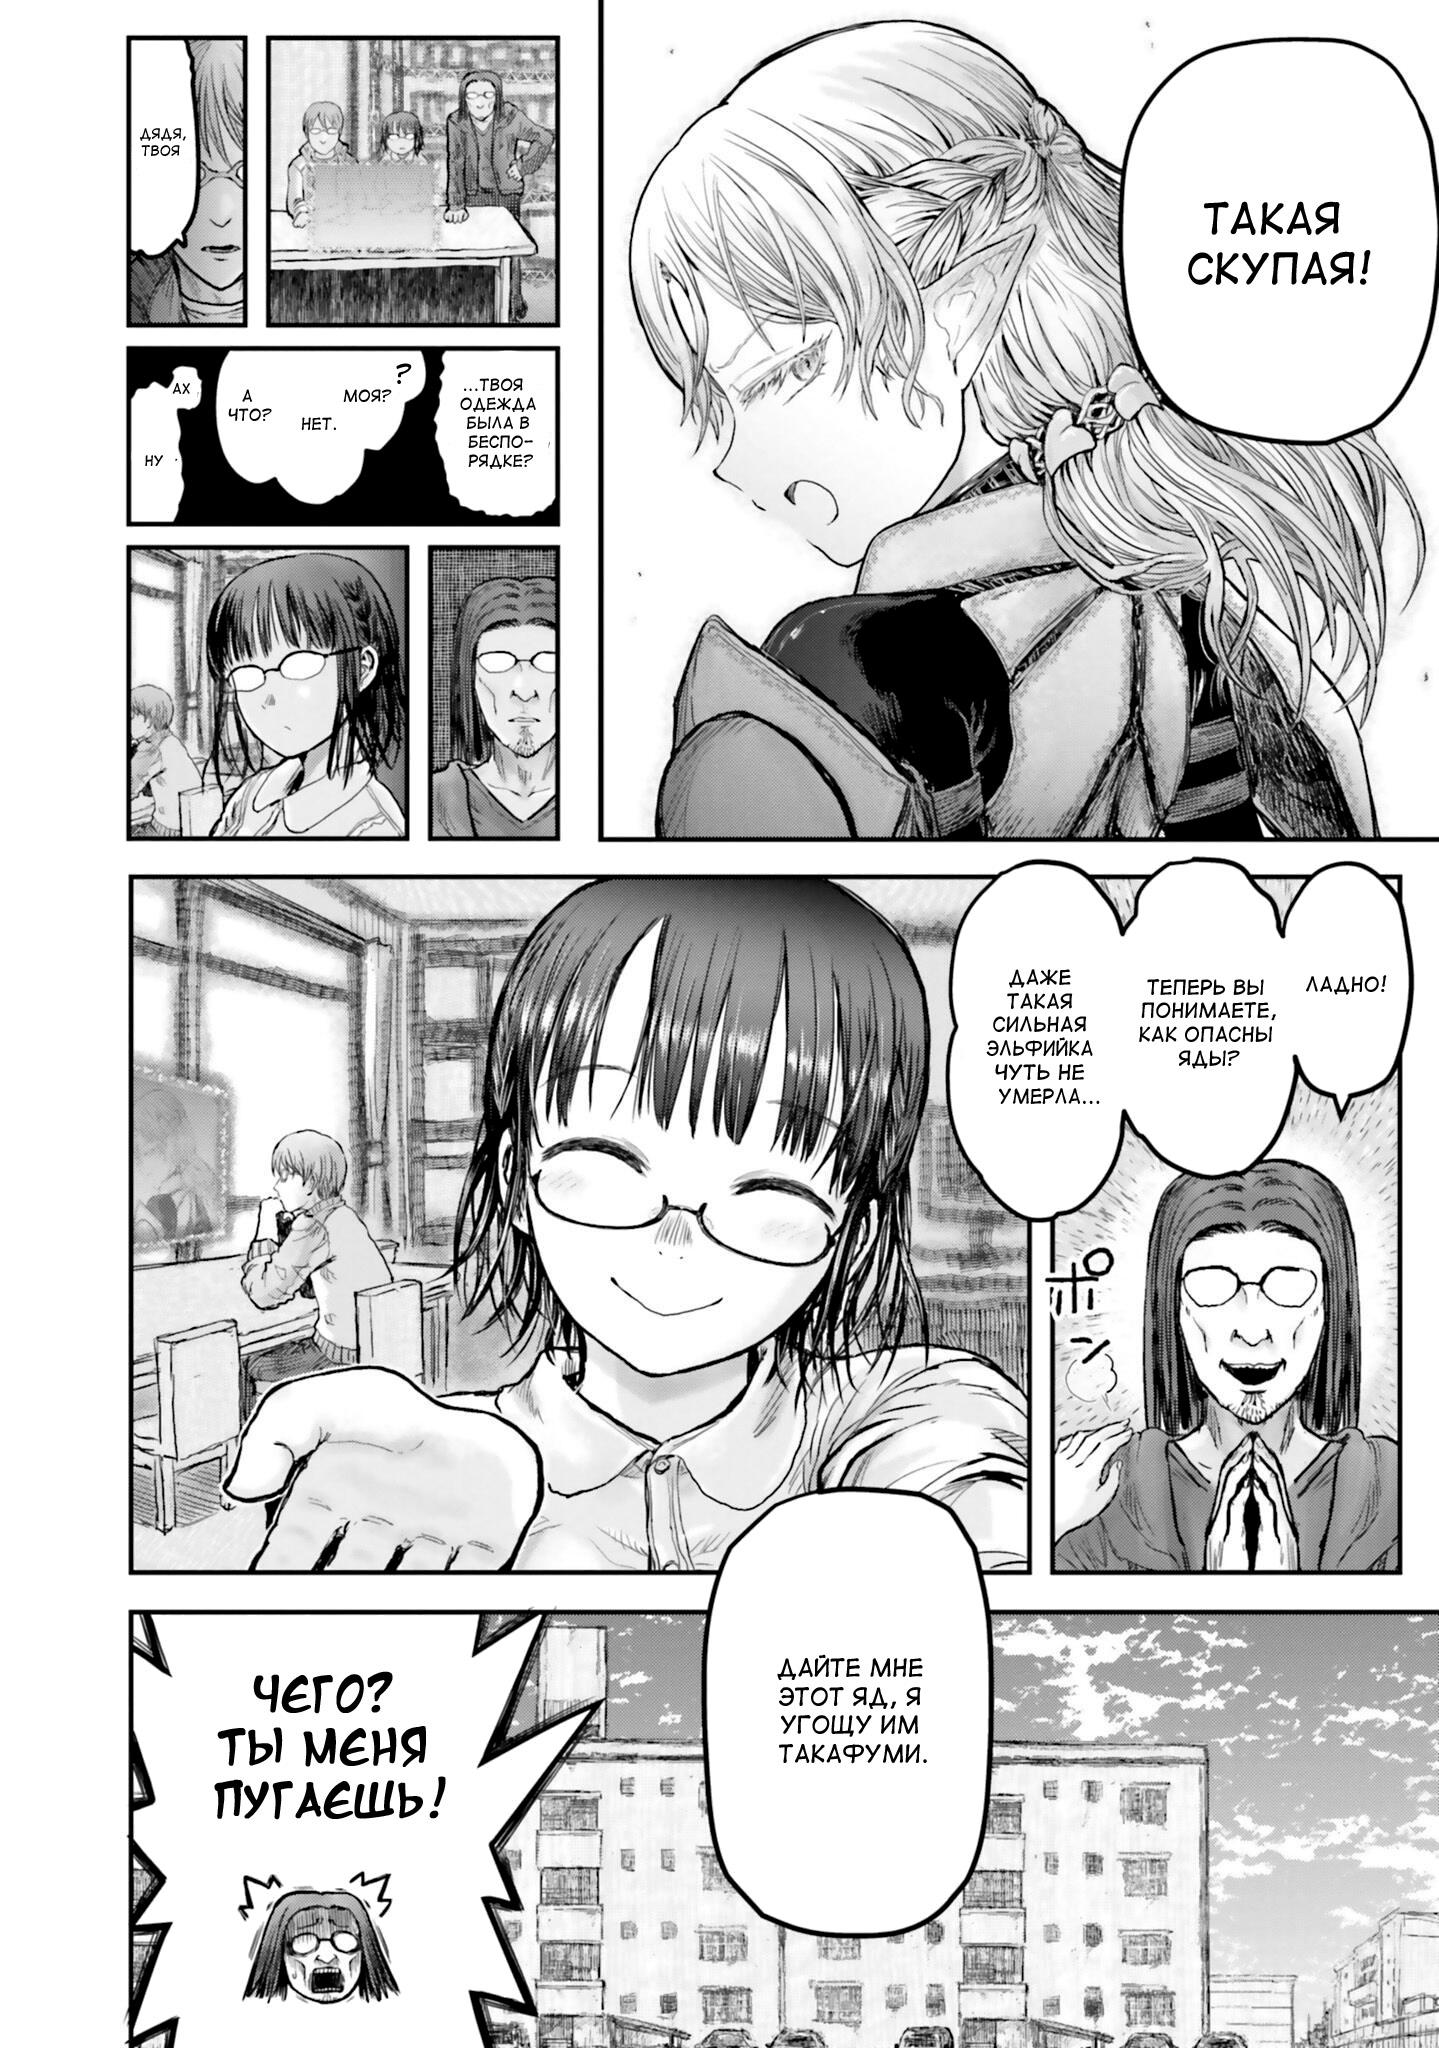 ТАКАЯ
СКУПАЯ!
ДЯДЯ,
ТВОЯ
...ТВОЯ
ОДЕЖДА
БЫЛА В
БЕСПО-
РЯДКЕ?
?
МОЯ?
НЕТ.
А
ЧТО?
АХ
НУ
ЛАДНО!
ТЕПЕРЬ ВЫ
ПОНИМАЕТЕ,
КАК ОПАСНЫ
ЯДЫ?
ДАЖЕ
ТАКАЯ
СИЛЬНАЯ
ЭЛЬФИЙКА
ЧУТЬ НЕ
УМЕРЛА...
ポン
ДАЙТЕ МНЕ
ЭТОТ ЯД, Я
УГОЩУ ИМ
ТАКАФУМИ.
ЧЕГО?
ТЫ МЕНЯ
ПУГАЕШЬ!